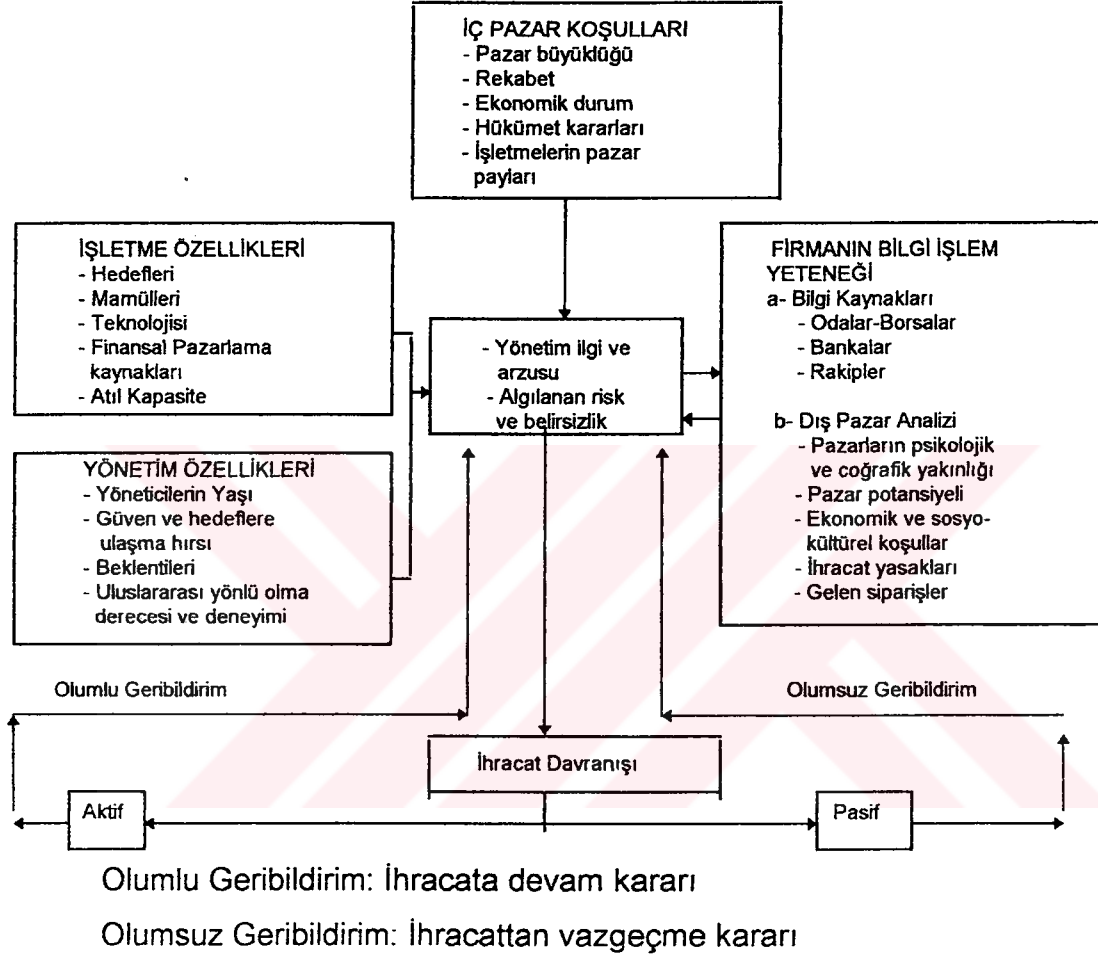 İÇ PAZAR KOŞULLARI
- Pazar büyüklüğü
- Rekabet
- Ekonomik durum
- Hükümet kararları
- İşletmelerin pazar
payları
İŞLETME ÖZELLİKLERİ
- Hedefleri
- Mamülleri
- Teknolojisi
- Finansal Pazarlama
kaynakları
- Atıl Kapasite
YÖNETİM ÖZELLİKLERİ
- Yöneticilerin Yaşı
- Güven ve hedeflere
ulaşma hırsı
- Beklentileri
- Uluslararası yönlü olma
derecesi ve deneyimi
- Yönetim ilgi ve
arzusu
- Algılanan risk
ve belirsizlik
FİRMANIN BİLGİ İŞLEM
YETENEĞİ
a- Bilgi Kaynakları
- Odalar-Borsalar
- Bankalar
- Rakipler
b- Dış Pazar Analizi
- Pazarların psikolojik
ve coğrafik yakınlığı
- Pazar potansiyeli
- Ekonomik ve sosyo-
kültürel koşullar
- İhracat yasakları
- Gelen siparişler
Olumlu Geribildirim
Olumsuz Geribildirim
İhracat Davranışı
Aktif
Pasif
Olumlu Geribildirim: İhracata devam kararı
Olumsuz Geribildirim: İhracattan vazgeçme kararı